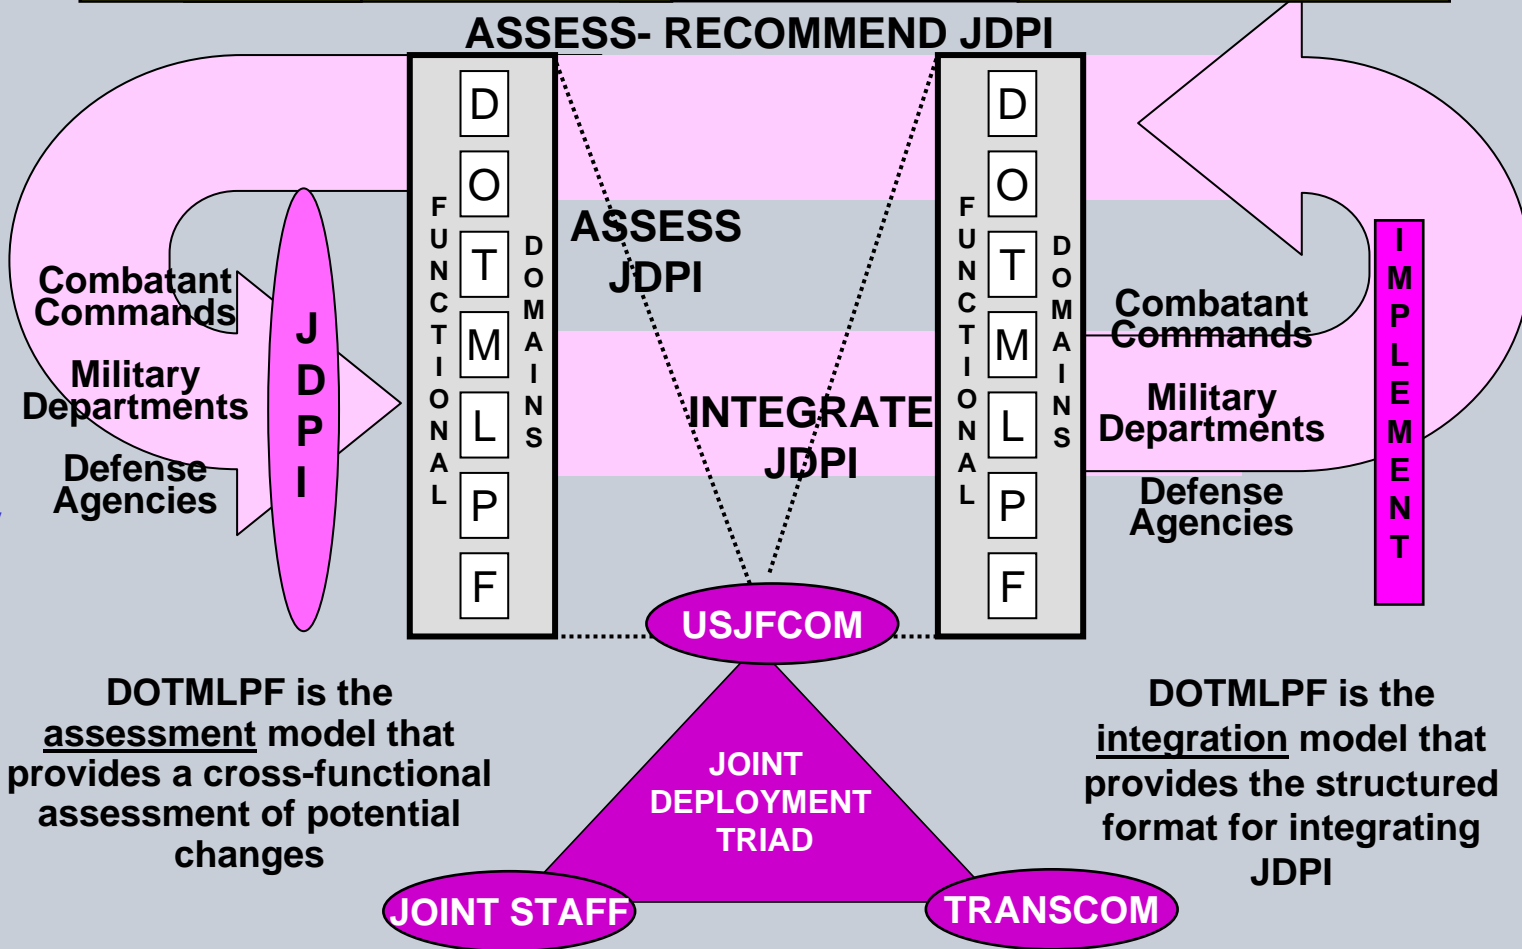 ASSESS- RECOMMEND JDPI
Combatant
Commands
Military
Departments
Defense
Agencies
JDPI
FUNCTIONAL
DOTMLPF
DOMAINS
ASSESS
JDPI
INTEGRATE
JDPI
FUNCTIONAL
DOTMLPF
DOMAINS
Combatant
Commands
Military
Departments
Defense
Agencies
IMPLEMENT
USJFCOM
JOINT
DEPLOYMENT
TRIAD
JOINT STAFF
TRANSCOM
DOTMLPF is the
assessment model that
provides a cross-functional
assessment of potential
changes
DOTMLPF is the
integration model that
provides the structured
format for integrating
JDPI